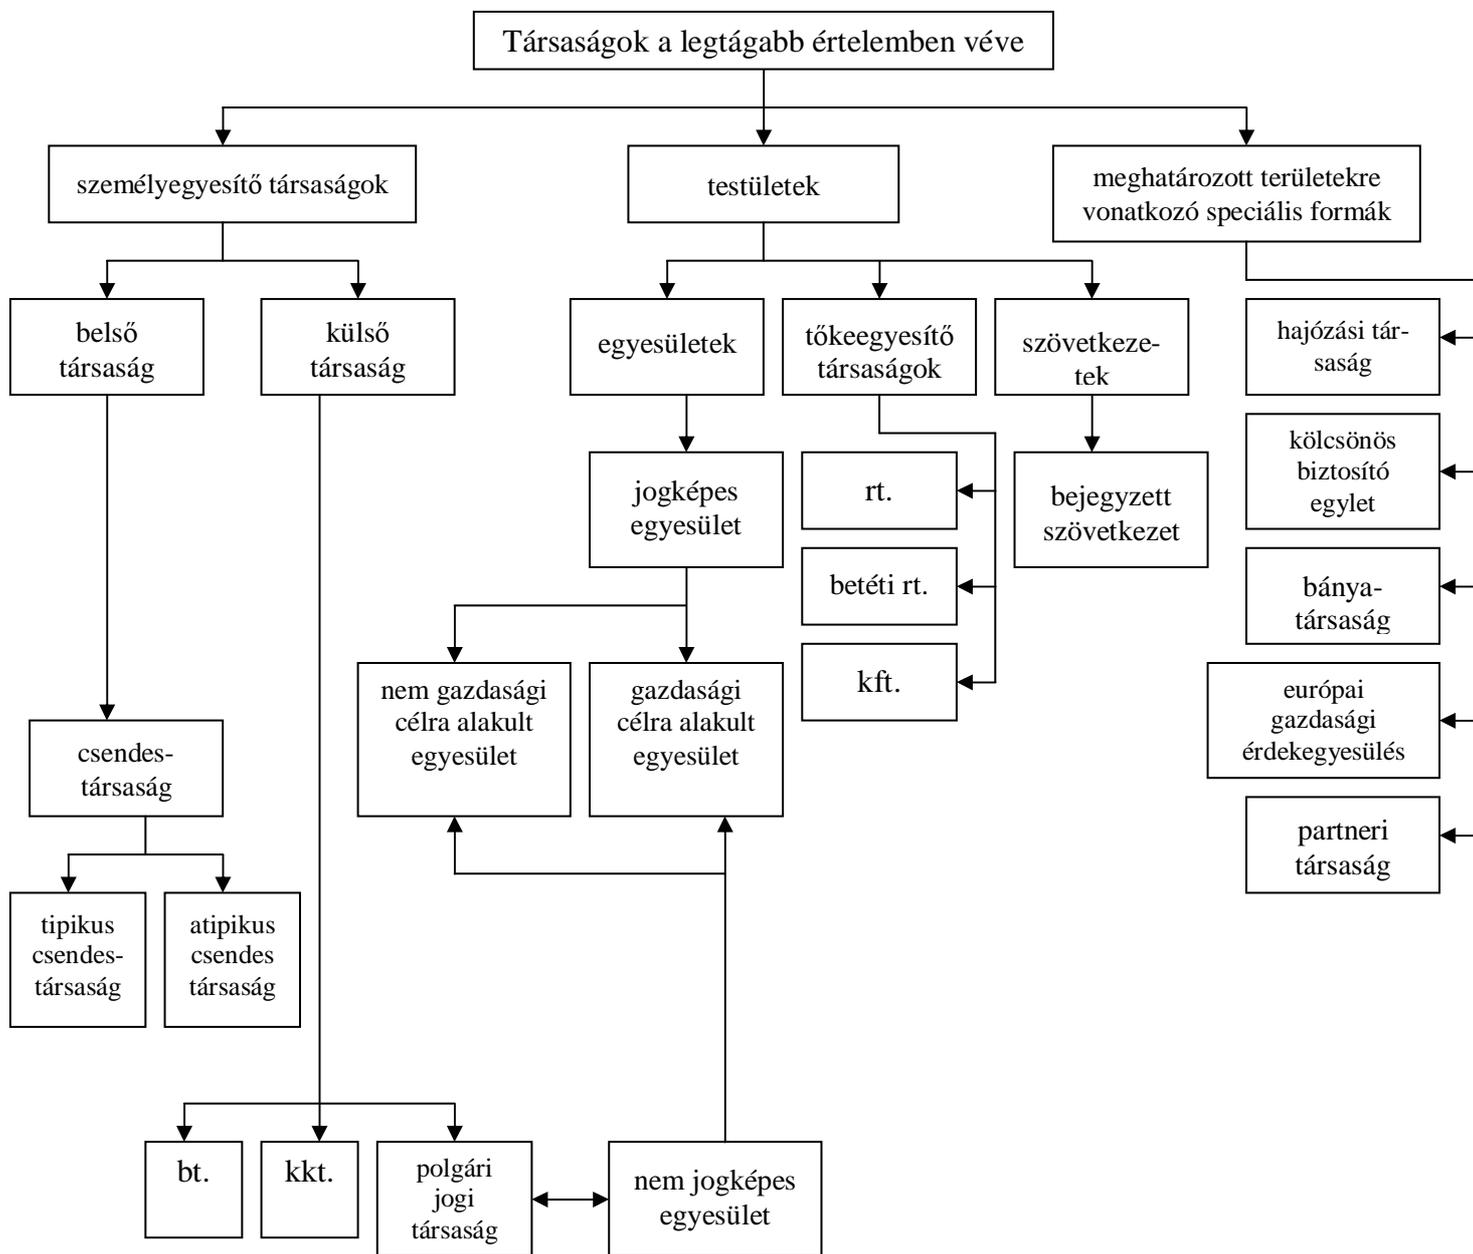 Társaságok a legtágabb értelemben véve
személyegyesítő társaságok
testületek
meghatározott területekre
vonatkozó speciális formák
belső
társaság
külső
társaság
egyesületek
tőkeegyesítő
társaságok
szövetkeze-
tek
hajózási tár-
saság
kölcsönös
biztosító
egylet
jogképes
egyesület
rt.
bejegyzett
szövetkezet
betéti rt.
bánya-
társaság
kft.
nem gazdasági
célra alakult
egyesület
gazdasági
célra alakult
egyesület
európai
gazdasági
érdekegyesülés
csendes-
társaság
partneri
társaság
tipikus
csendes-
társaság
atipikus
csendes
társaság
bt.
kkt.
polgári
jogi
társaság
nem jogképes
egyesület